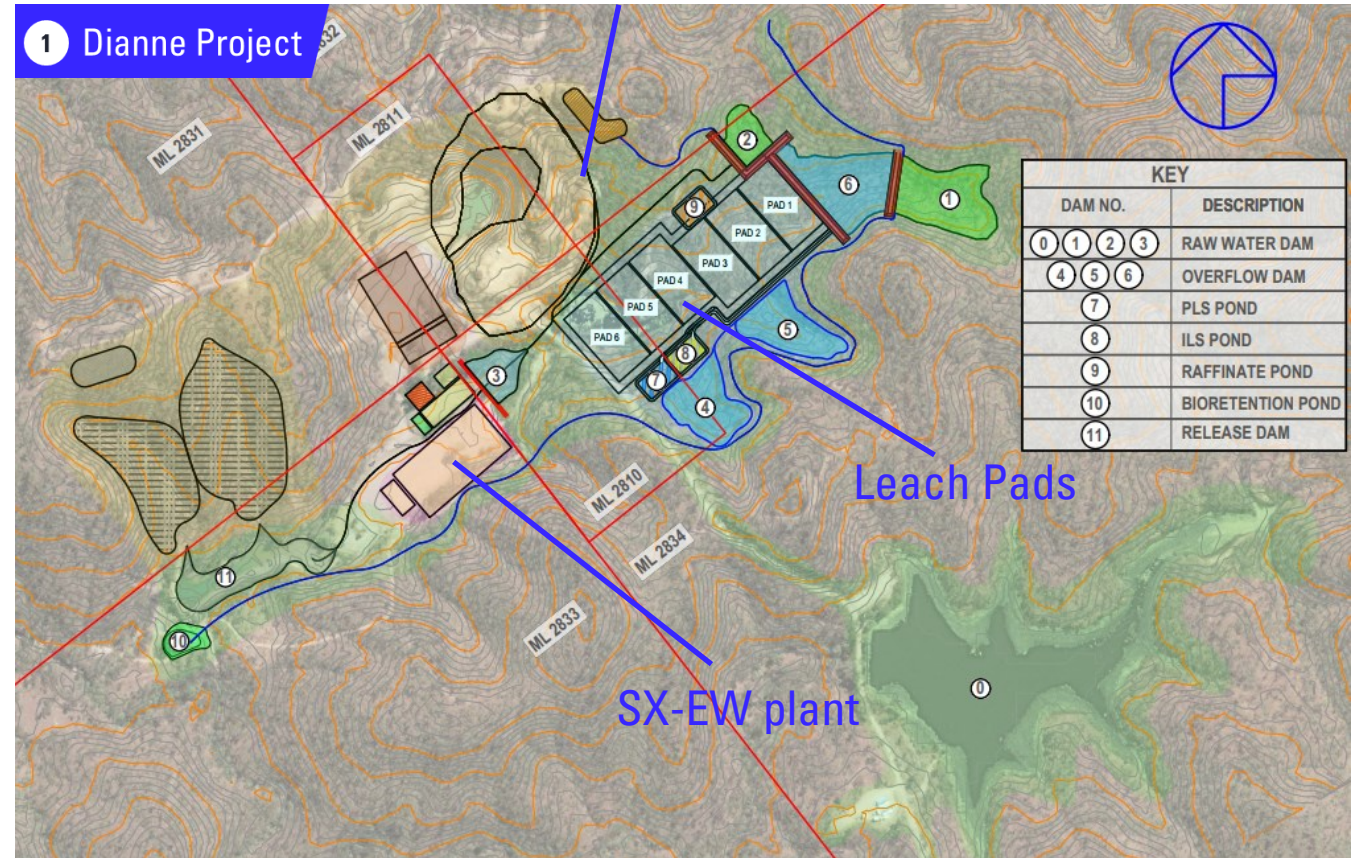 1 Dianne Project
ML 2831
ML 2811
2
6
1
9
PAD 1
PAD 2
PAD 3
PAD 4
PAD 5
PAD 6
5
8
7
3
4
KEY
DAM NO. DESCRIPTION
0 1 2 3 RAW WATER DAM
4 5 6 OVERFLOW DAM
7 PLS POND
8 ILS POND
9 RAFFINATE POND
10 BIORETENTION POND
11 RELEASE DAM
Leach Pads
ML 2810
ML 2834
11
10
ML 2833
SX-EW plant
0